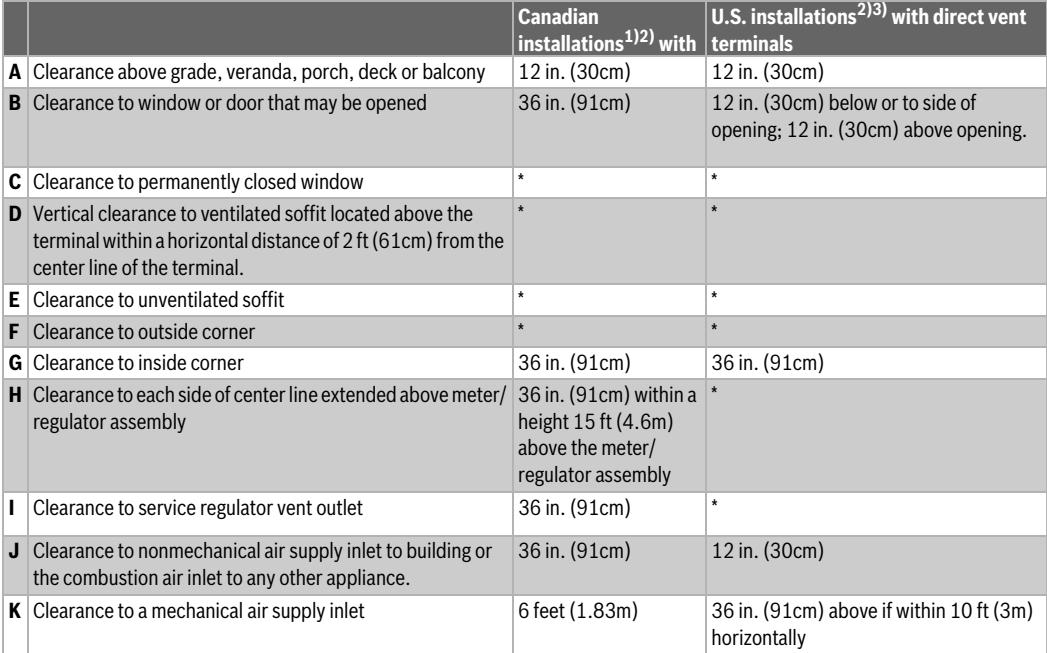 Canadian installations1)2) with
U.S. installations2)3) with direct vent terminals
A Clearance above grade, veranda, porch, deck or balcony 12 in. (30cm) 12 in. (30cm)
B Clearance to window or door that may be opened 36 in. (91cm) 12 in. (30cm) below or to side of opening; 12 in. (30cm) above opening.
C Clearance to permanently closed window * *
D Vertical clearance to ventilated soffit located above the terminal within a horizontal distance of 2 ft (61cm) from the center line of the terminal. * *
E Clearance to unventilated soffit * *
F Clearance to outside corner * *
G Clearance to inside corner 36 in. (91cm) 36 in. (91cm)
H Clearance to each side of center line extended above meter/ regulator assembly 36 in. (91cm) within a height 15 ft (4.6m) above the meter/ regulator assembly *
I Clearance to service regulator vent outlet 36 in. (91cm) *
J Clearance to nonmechanical air supply inlet to building or the combustion air inlet to any other appliance. 36 in. (91cm) 12 in. (30cm)
K Clearance to a mechanical air supply inlet 6 feet (1.83m) 36 in. (91cm) above if within 10 ft (3m) horizontally